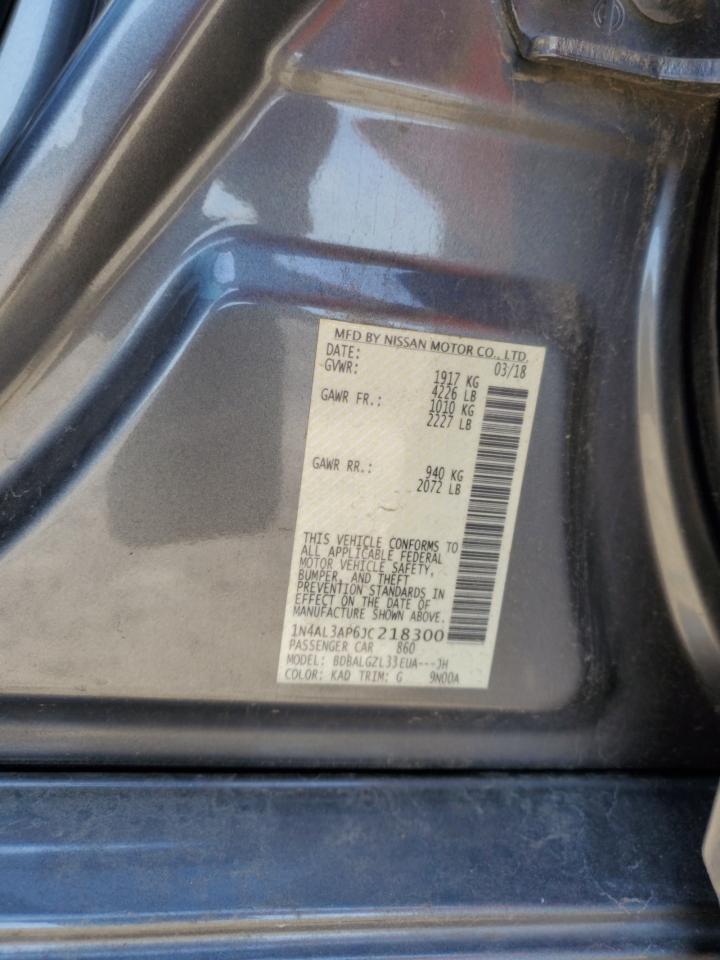 MFD BY NISSAN MOTOR CO., LTD.
DATE: 03/18
GVWR: 1917 KG
4226 LB
GAWR FR.: 1010 KG
2227 LB
GAWR RR.: 940 KG
2072 LB
THIS VEHICLE CONFORMS TO
ALL APPLICABLE FEDERAL
MOTOR VEHICLE SAFETY,
BUMPER, AND THEFT
PREVENTION STANDARDS IN
EFFECT ON THE DATE OF
MANUFACTURE SHOWN ABOVE.
1N4AL3AP6JC218300
PASSENGER CAR 860
MODEL: BDBALGZL33EUA---JH
COLOR: KAD TRIM: G 9N00A